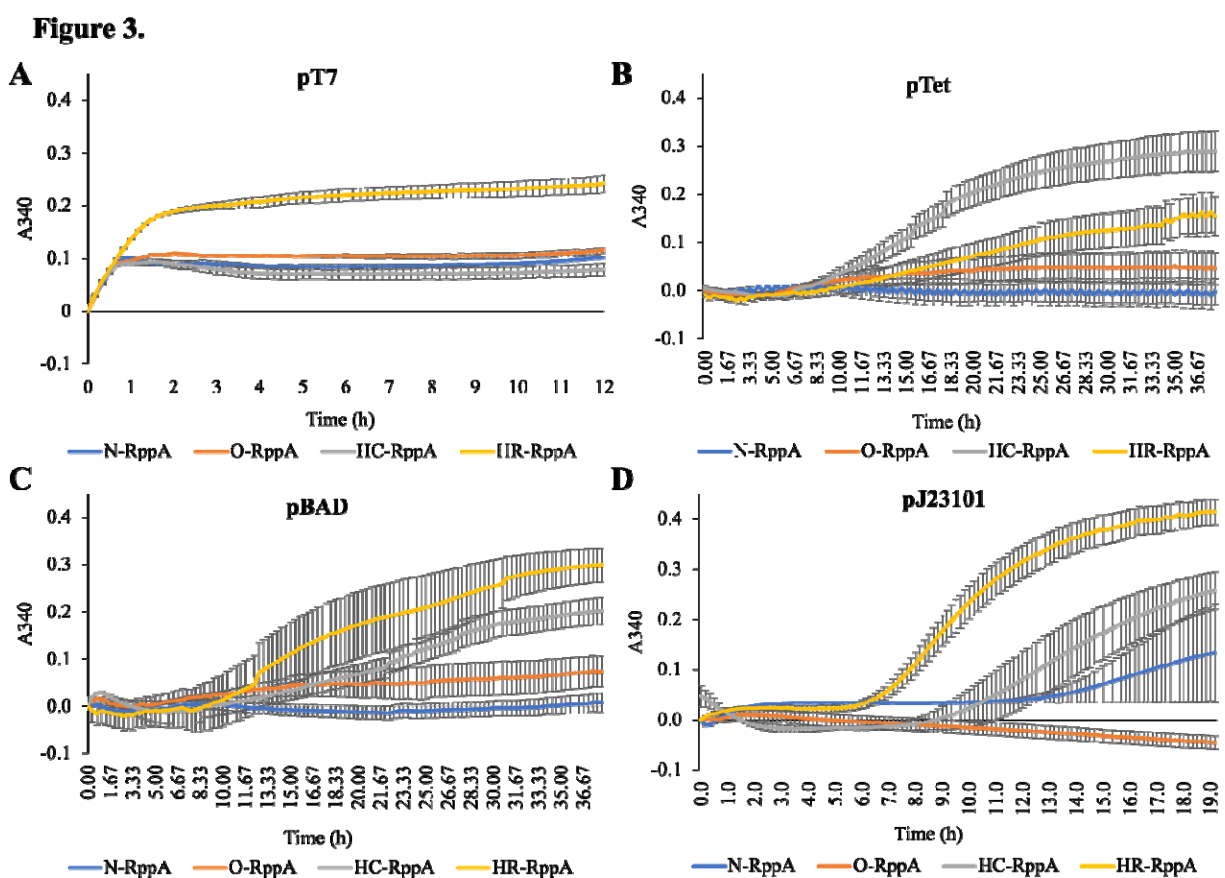 Figure 3.
A
pT7
0.4
0.3
0.2
0.1
0
-0.1
A340
0 1 2 3 4 5 6 7 8 9 10 11 12
Time (h)
N-RppA O-RppA HC-RppA HR-RppA
B
pTet
0.4
0.3
0.2
0.1
0.0
-0.1
A340
0.00 1.67 3.33 5.00 6.67 8.33 10.00 11.67 13.33 15.00 16.67 18.33 20.00 21.67 23.33 25.00 26.67 28.33 30.00 31.67 33.33 35.00 36.67
Time (h)
N-RppA O-RppA HC-RppA HR-RppA
C
pBAD
0.4
0.3
0.2
0.1
0.0
-0.1
A340
0.00 1.67 3.33 5.00 6.67 8.33 10.00 11.67 13.33 15.00 16.67 18.33 20.00 21.67 23.33 25.00 26.67 28.33 30.00 31.67 33.33 35.00 36.67
Time (h)
N-RppA O-RppA HC-RppA HR-RppA
D
pJ23101
0.4
0.3
0.2
0.1
0.0
-0.1
A340
0.0 1.0 2.0 3.0 4.0 5.0 6.0 7.0 8.0 9.0 10.0 11.0 12.0 13.0 14.0 15.0 16.0 17.0 18.0 19.0
Time (h)
N-RppA O-RppA HC-RppA HR-RppA